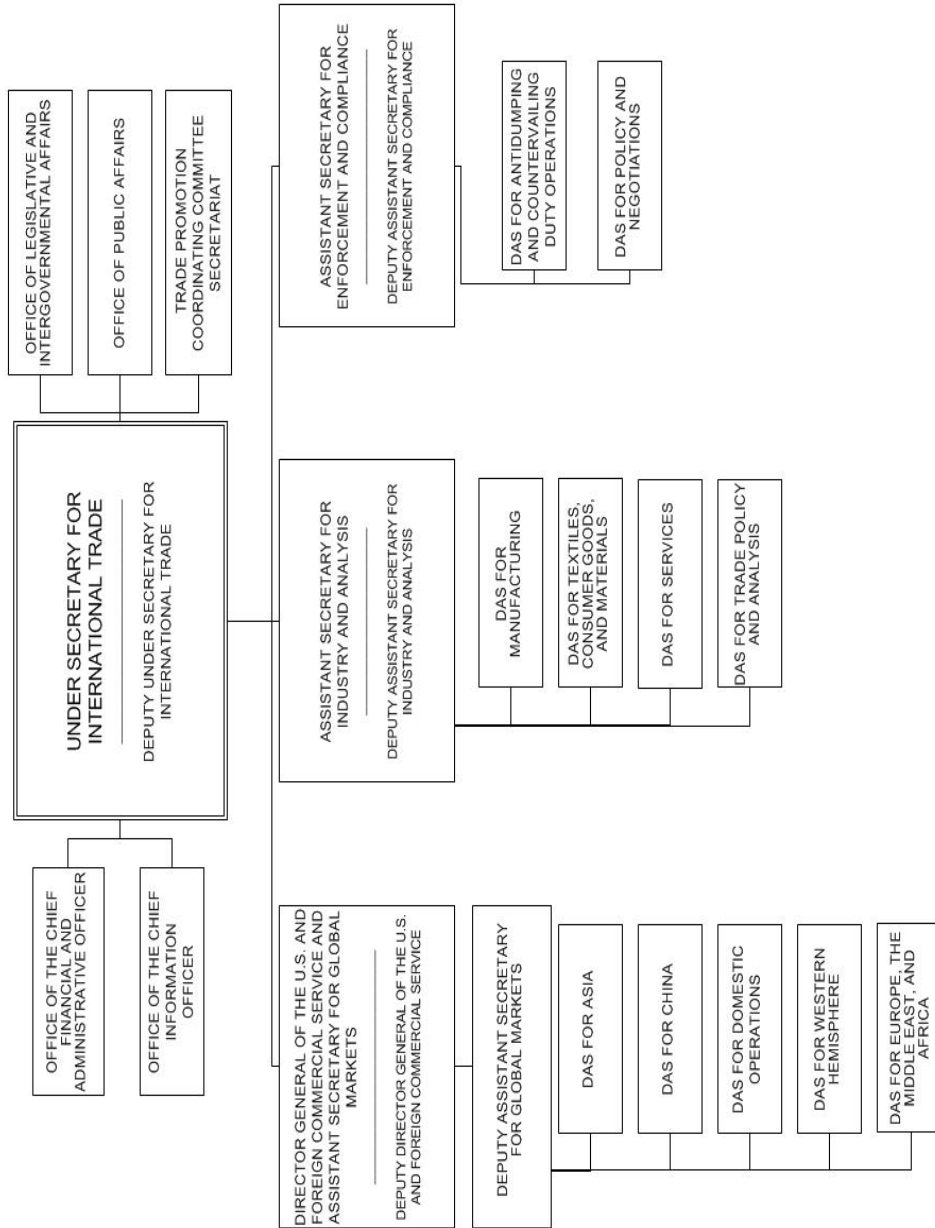 OFFICE OF THE CHIEF
FINANCIAL AND
ADMINISTRATIVE OFFICER
OFFICE OF THE CHIEF
INFORMATION
OFFICER
UNDER SECRETARY FOR
INTERNATIONAL TRADE
DEPUTY UNDER SECRETARY FOR
INTERNATIONAL TRADE
OFFICE OF LEGISLATIVE AND
INTERGOVERNMENTAL AFFAIRS
OFFICE OF PUBLIC AFFAIRS
TRADE PROMOTION
COORDINATING COMMITTEE
SECRETARIAT
DIRECTOR GENERAL OF THE U.S. AND
FOREIGN COMMERCIAL SERVICE AND
ASSISTANT SECRETARY FOR GLOBAL
MARKETS
DEPUTY DIRECTOR GENERAL OF THE U.S.
AND FOREIGN COMMERCIAL SERVICE
DEPUTY ASSISTANT SECRETARY
FOR GLOBAL MARKETS
DAS FOR ASIA
DAS FOR CHINA
DAS FOR DOMESTIC
OPERATIONS
DAS FOR WESTERN
HEMISPHERE
DAS FOR EUROPE, THE
MIDDLE EAST, AND
AFRICA
ASSISTANT SECRETARY FOR
INDUSTRY AND ANALYSIS
DEPUTY ASSISTANT SECRETARY FOR
INDUSTRY AND ANALYSIS
DAS FOR
MANUFACTURING
DAS FOR TEXTILES,
CONSUMER GOODS,
AND MATERIALS
DAS FOR SERVICES
DAS FOR TRADE POLICY
AND ANALYSIS
ASSISTANT SECRETARY FOR
ENFORCEMENT AND COMPLIANCE
DEPUTY ASSISTANT SECRETARY FOR
ENFORCEMENT AND COMPLIANCE
DAS FOR ANTIDUMPING
AND COUNTERVAILING
DUTY OPERATIONS
DAS FOR POLICY AND
NEGOTIATIONS